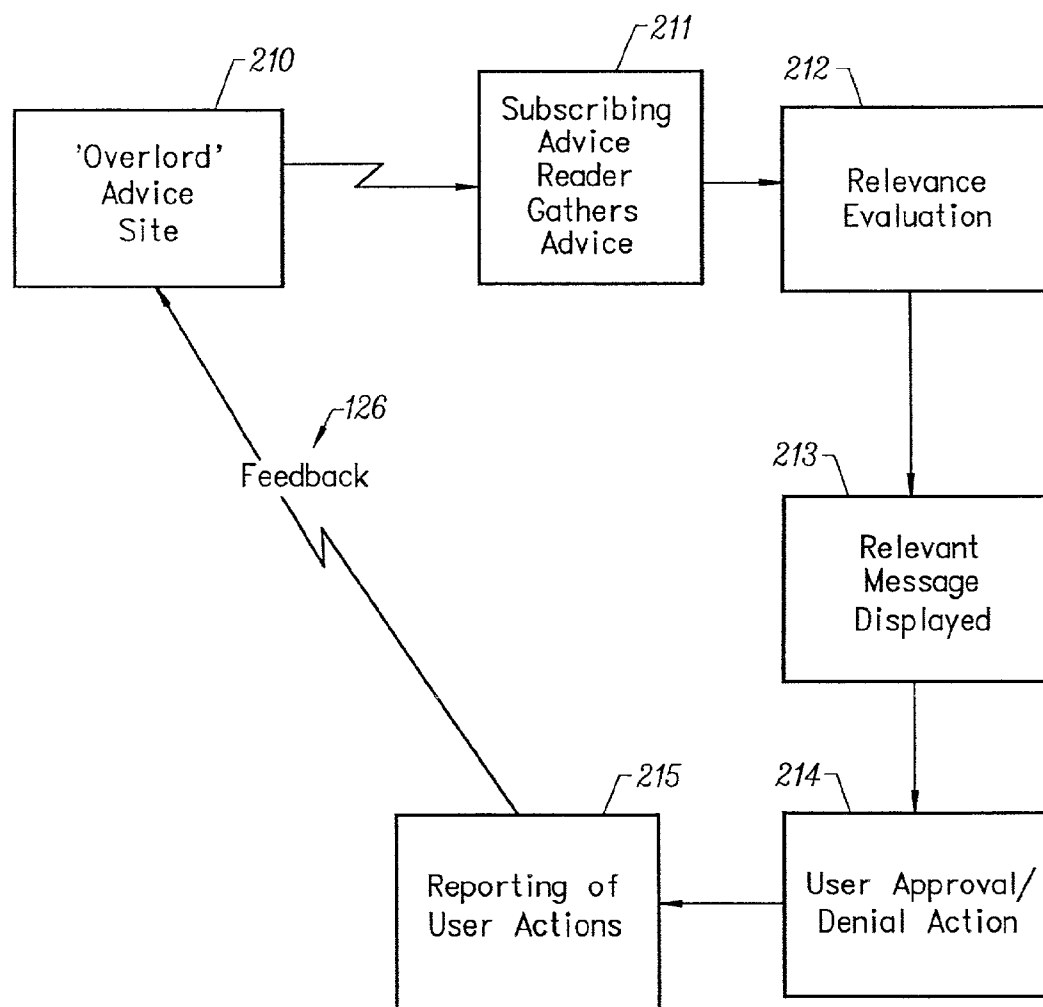 210
'Overlord'
Advice
Site
211
Subscribing
Advice
Reader
Gathers
Advice
212
Relevance
Evaluation
126
Feedback
213
Relevant
Message
Displayed
214
User Approval/
Denial Action
215
Reporting of
User Actions